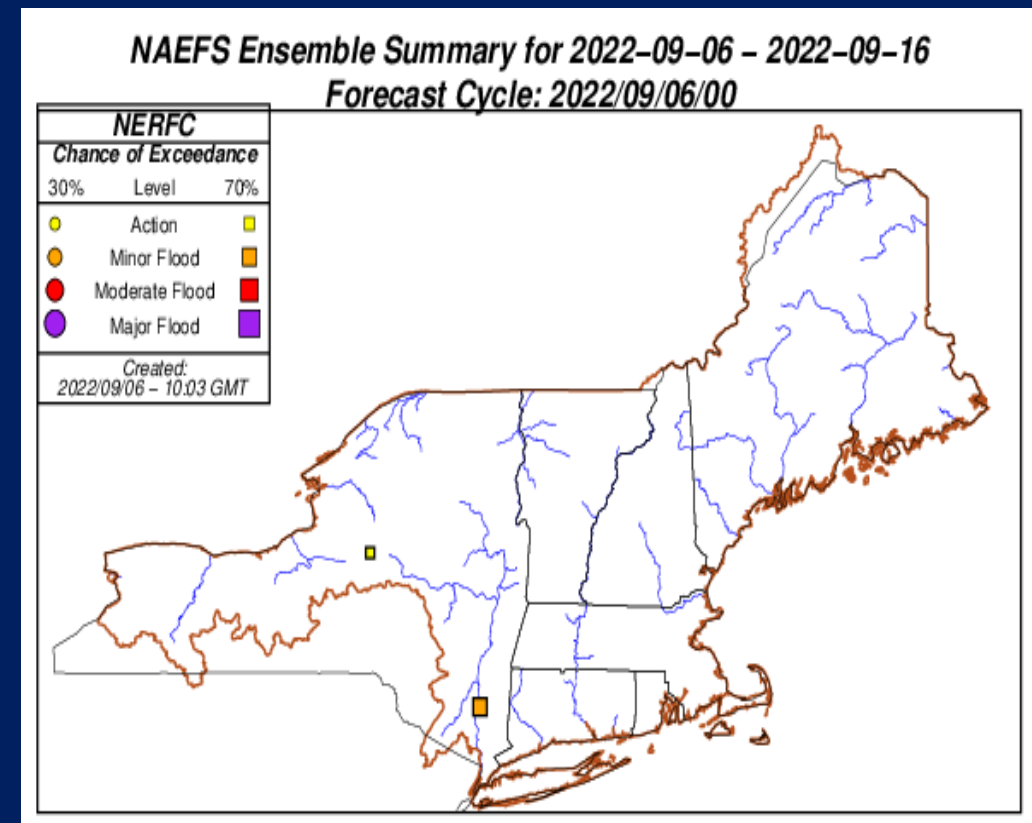 NAEFS Ensemble Summary for 2022−09−06 − 2022−09−16
Forecast Cycle: 2022/09/06/00
NERFC
Chance of Exceedance
30% Level 70%
Action
Minor Flood
Moderate Flood
Major Flood
Created:
2022/09/06 − 10:03 GMT